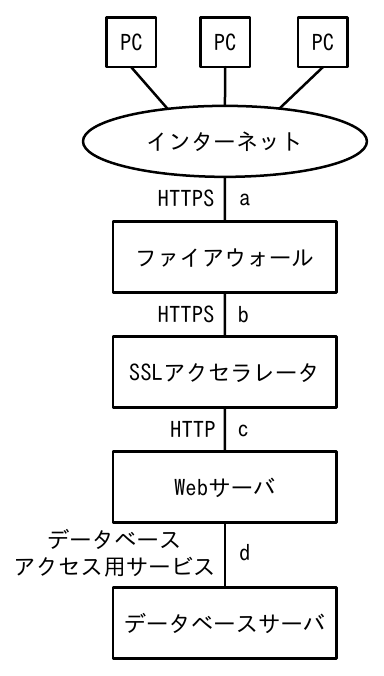 PC PC PC
インターネット
HTTPS a
ファイアウォール
HTTPS b
SSLアクセラレータ
HTTP c
Webサーバ
データベース
アクセス用サービス d
データベースサーバ